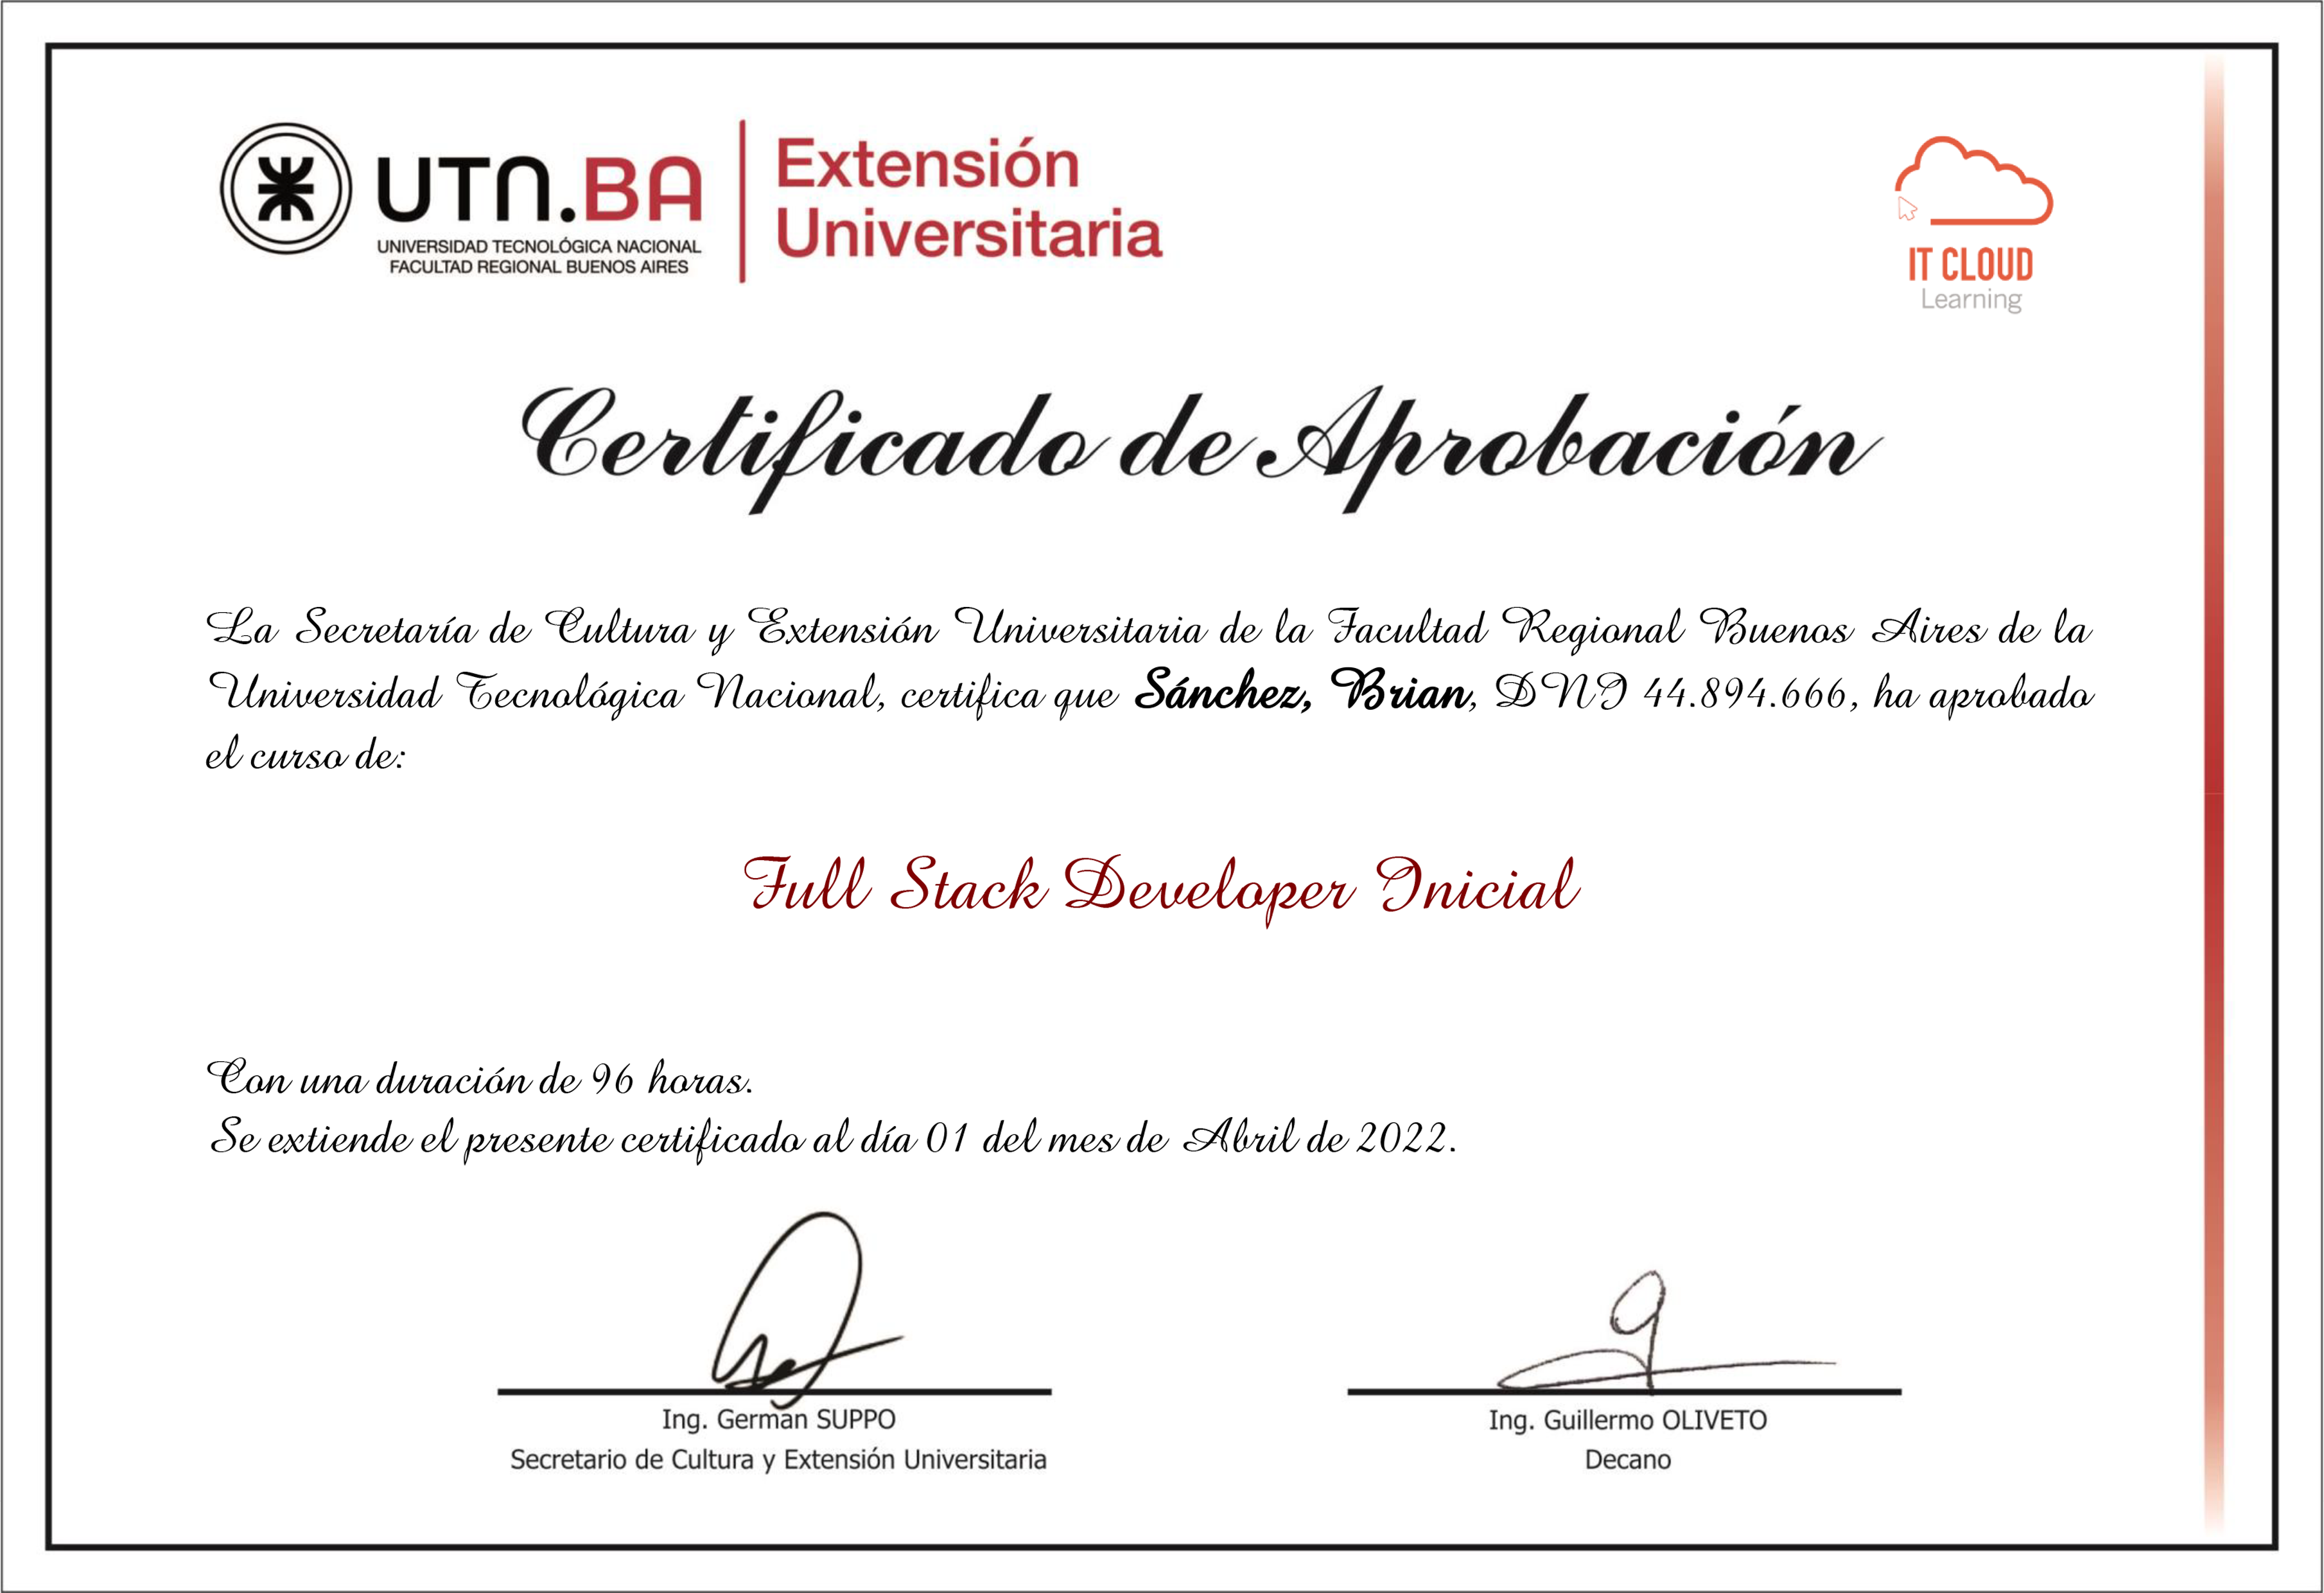 UTN.BA
UNIVERSIDAD TECNOLÓGICA NACIONAL
FACULTAD REGIONAL BUENOS AIRES
Extensión
Universitaria
IT CLOUD
Learning
Certificado de Aprobación
La Secretaría de Cultura y Extensión Universitaria de la Facultad Regional Buenos Aires de la
Universidad Tecnológica Nacional, certifica que Sánchez, Brian, DNI 44.894.666, ha aprobado
el curso de:
Full Stack Developer Inicial
Con una duración de 96 horas.
Se extiende el presente certificado al día 01 del mes de Abril de 2022.
Ing. German SUPPO
Secretario de Cultura y Extensión Universitaria
Ing. Guillermo OLIVETO
Decano